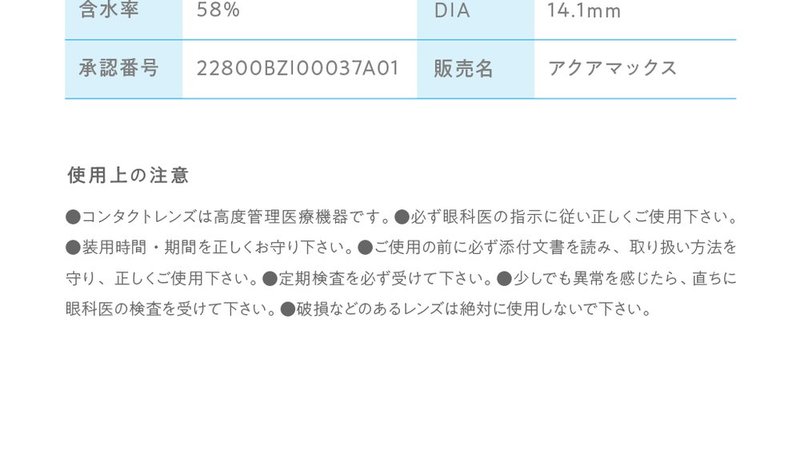 含水率 58% DIA 14.1mm
承認番号 22800BZI00037A01 販売名 アクアマックス
使用上の注意
●コンタクトレンズは高度管理医療機器です。●必ず眼科医の指示に従い正しくご使用下さい。
●装用時間・期間を正しくお守り下さい。●ご使用の前に必ず添付文書を読み、取り扱い方法を
守り、正しくご使用下さい。●定期検査を必ず受けて下さい。●少しでも異常を感じたら、直ちに
眼科医の検査を受けて下さい。●破損などのあるレンズは絶対に使用しないで下さい。